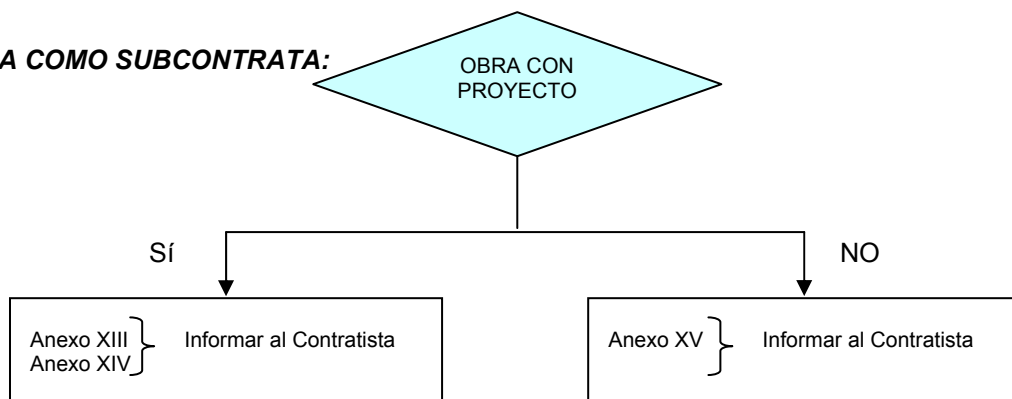 A COMO SUBCONTRATA:
OBRA CON
PROYECTO
Sí
NO
Anexo XIII
Anexo XIV
Informar al Contratista
Anexo XV
Informar al Contratista